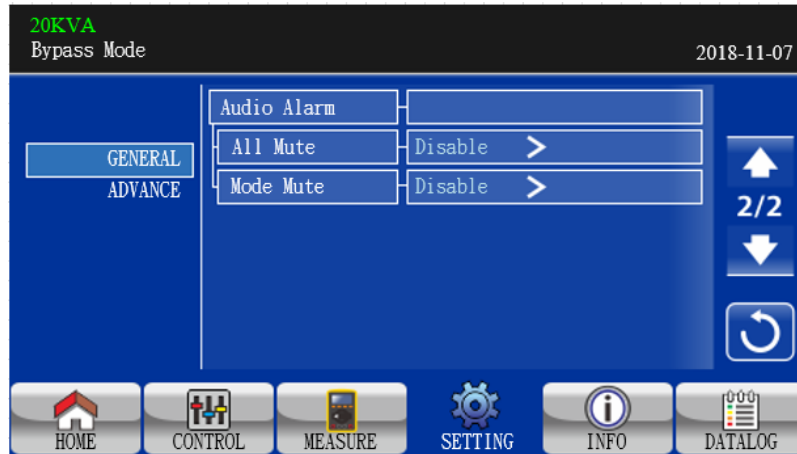 20KVA
Bypass Mode
2018-11-07
Audio Alarm
All Mute
Disable >
Mode Mute
Disable >
GENERAL
ADVANCE
2/2
HOME
CONTROL
MEASURE
SETTING
INFO
DATALOG